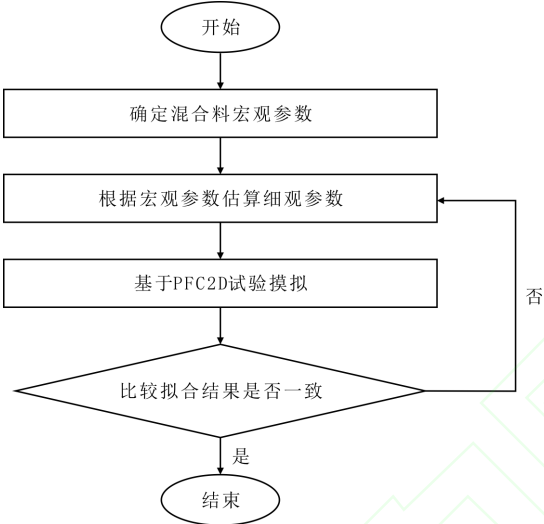 开始
确定混合料宏观参数
根据宏观参数估算细观参数
基于PFC2D试验摸拟
否
比较拟合结果是否一致
是
结束